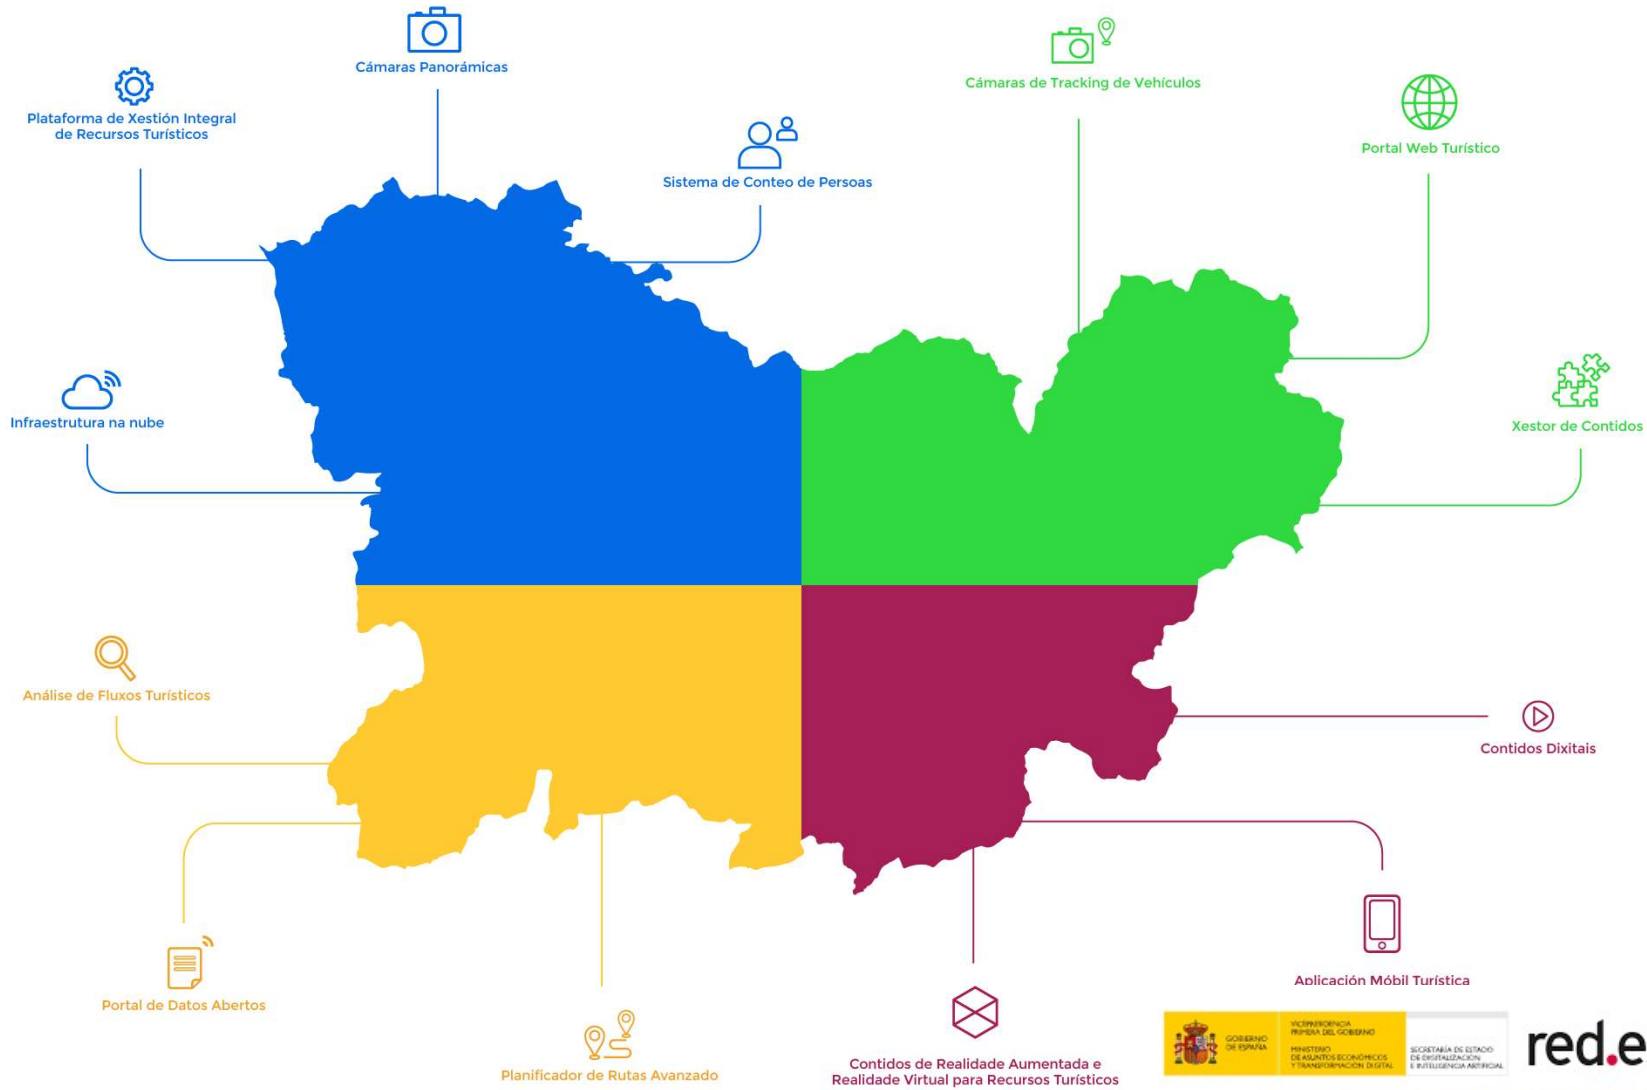 Cámaras Panorámicas
Cámaras de Tracking de Vehículos
Plataforma de Xestión Integral
de Recursos Turísticos
Portal Web Turístico
Sistema de Conteo de Persoas
Infraestrutura na nube
Xestor de Contidos
Análise de Fluxos Turísticos
Contidos Dixitais
Aplicación Móbil Turística
Portal de Datos Abertos
Planificador de Rutas Avanzado
Contidos de Realidade Aumentada e
Realidade Virtual para Recursos Turísticos
GOBIERNO
DE ESPAÑA
VICEPRESIDENCIA
PRIMERA DEL GOBIERNO
MINISTERIO
DE ASUNTOS ECONÓMICOS
Y TRANSFORMACIÓN DIGITAL
SECRETARÍA DE ESTADO
DE DIGITALIZACIÓN
E INTELIGENCIA ARTIFICIAL
red.e